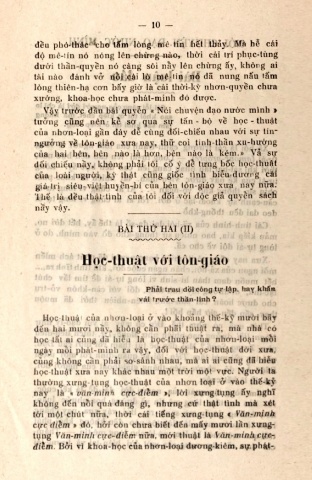 — 10 —
đều phó-thác cho tấm lòng mê tín hết thảy. Mà hễ cái
độ mê-tín nó nóng lên chừng nào, thời cái trị phục-tùng
dưới thần-quyền nó càng sôi nẫy lên chừng ấy, không ai
tài nào đánh vỡ nổi cái lò mê-tín nó đã nung nấu tấm
lòng thiên-hạ cơn bấy giờ là cái thời-kỳ nhơn-quyền chưa
xướng, khoa-học chưa phát-minh đó được.
Vậy trước đầu bài quyển « Nói chuyện đạo nước mình »
tưởng cũng nên kể sơ qua sự tấn-bộ về học-thuật
của nhơn-loại gần đây để cùng đối-chiếu nhau với sự tín-
ngưỡng về tôn-giáo xưa nay, thử coi tinh-thần xu-hướng
của hai bên, bên nào là hơn, bên nào là kém. Vả sự
đối chiếu nầy, không phải tôi cố ý để tưng bốc học-thuật
của loài người, kỳ thật cũng giốc tình biểu-dương cái
giá-trị siêu-việt huyền-bí của bên tôn-giáo xưa nay nữa.
Thế là đều thật tình của tôi đối với độc giả quyển sách
nầy vậy.
BÀI THỨ HAI (II)
Học-thuật với tôn-giáo
Phải trau dồi công tự-lập, hay khấn
vái trước thần-linh ?
Học-thuật của nhơn-loại ở vào khoảng thế-kỷ mười bảy
đến hai mươi nầy, không cần phải thuật ra, mà nhà có
học tất ai cũng đã hiểu là học-thuật của nhơn-loại mỗi
ngày mỗi phát-minh ra vậy, đối với học-thuật đời xưa,
cũng không cần phải so-sánh nhau, mà ai ai cũng đã hiểu
học-thuật xưa nay khác nhau một trời một vực. Người ta
thường xưng-tụng học-thuật của nhơn loại ở vào thế-kỷ
nay là « văn-minh cực-điểm », lời xưng-tụng ấy nghĩ
không đến nỗi quá đáng gì, nhưng cứ thật tình mà xét
tới một chút nữa, thời cái tiếng xưng-tụng « Văn-minh
cực-điểm » đó, hỏi còn chưa biết đến mấy mươi lần xưng-
tụng Văn-minh cực-điểm nữa, mới thuật là Văn-minh cực-
điểm. Bởi vì khoa-học của nhơn-loại đương-kiêm, sự phát-